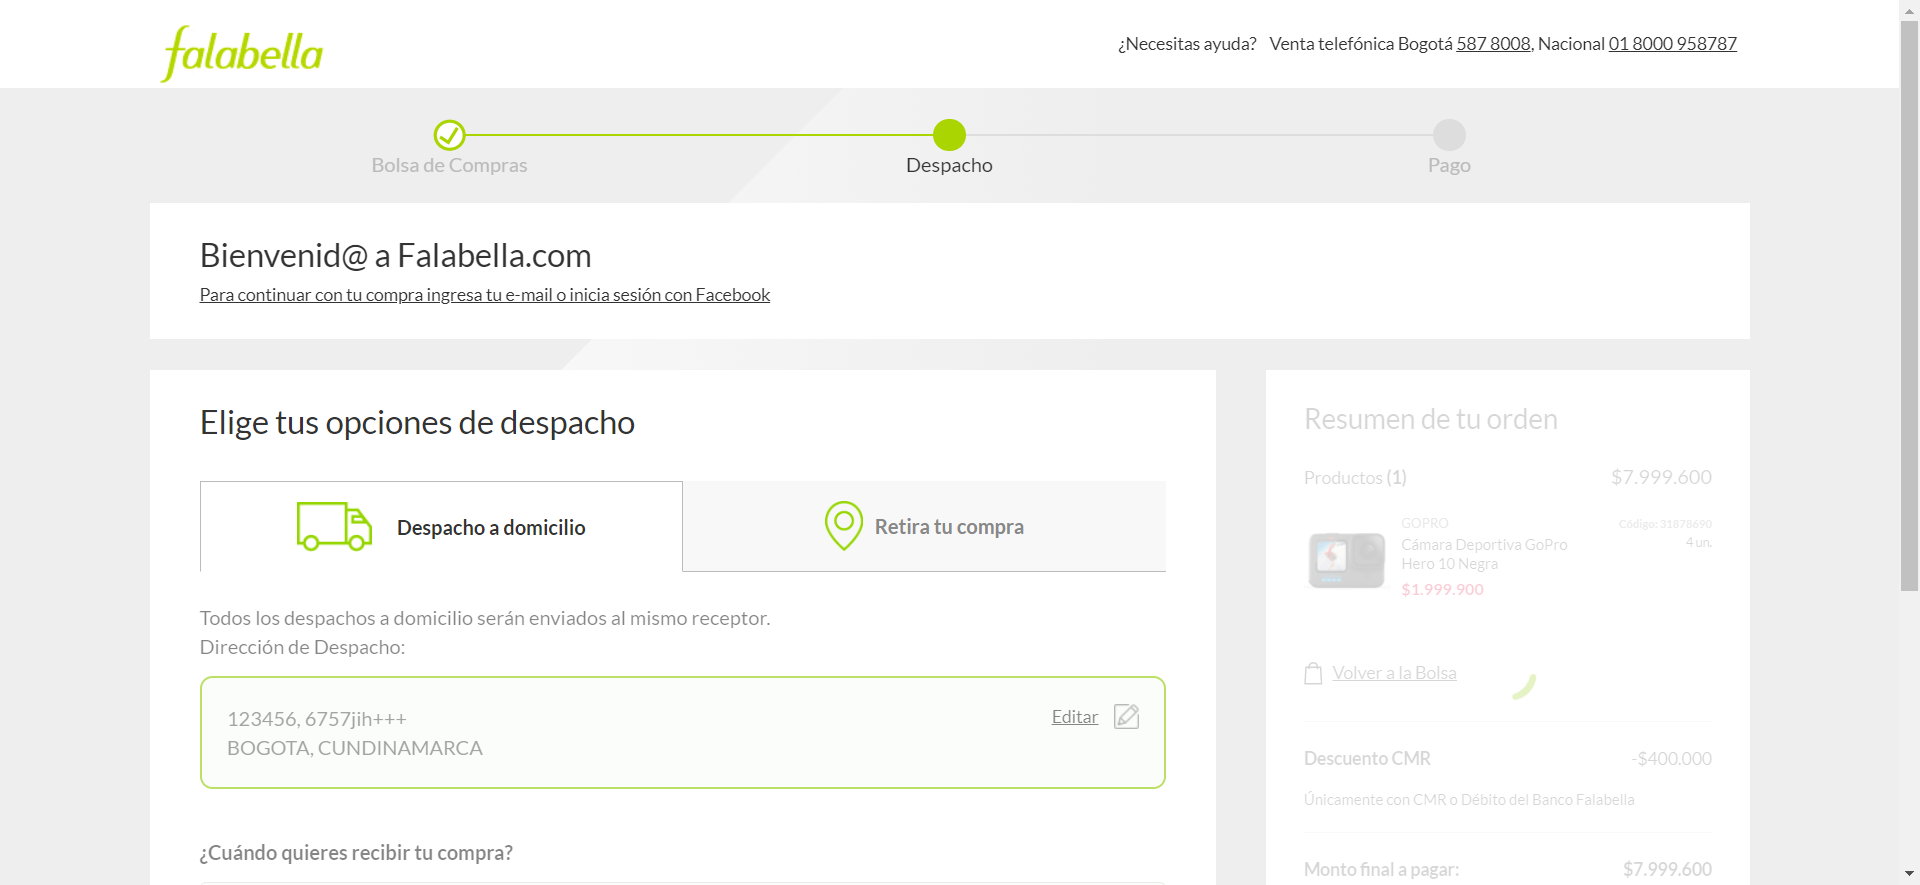 falabella
¿Necesitas ayuda? Venta telefónica Bogotá 587 8008, Nacional 01 8000 958787
Bolsa de Compras
Despacho
Pago
Bienvenid@ a Falabella.com
Para continuar con tu compra ingresa tu e-mail o inicia sesión con Facebook
Elige tus opciones de despacho
Despacho a domicilio
Retira tu compra
Todos los despachos a domicilio serán enviados al mismo receptor.
Dirección de Despacho:
123456, 6757jih+++
BOGOTA, CUNDINAMARCA
Editar
¿Cuándo quieres recibir tu compra?
Resumen de tu orden
Productos (1) $7.999.600
GOPRO Código: 31878690
Cámara Deportiva GoPro 4 un.
Hero 10 Negra
$1.999.900
Volver a la Bolsa
Descuento CMR -$400.000
Únicamente con CMR o Débito del Banco Falabella
Monto final a pagar: $7.999.600